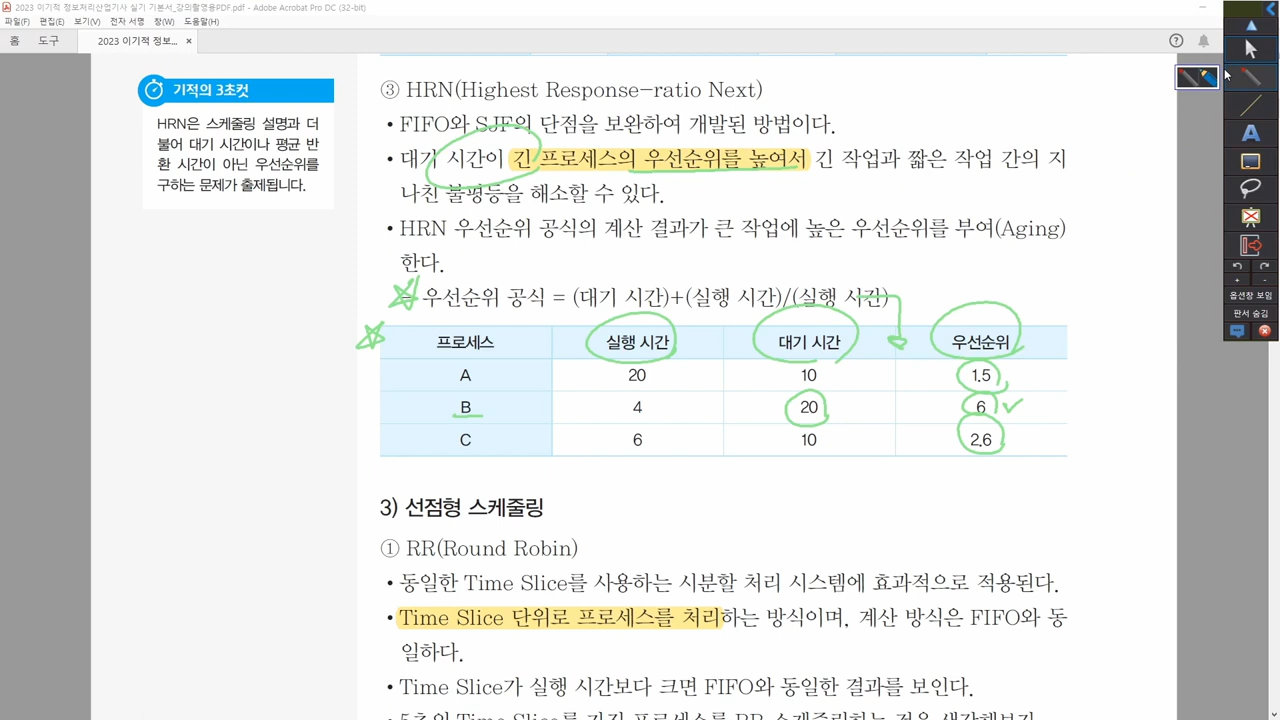 2023 이기적 정보처리산업기사 실기 기본서_강의촬영용PDF.pdf - Adobe Acrobat Pro DC (32-bit)
파일(F) 편집(E) 보기(V) 전자 서명 창(W) 도움말(H)
홈 도구 2023 이기적 정보... ×
기적의 3초컷
HRN은 스케줄링 설명과 더
불어 대기 시간이나 평균 반
환 시간이 아닌 우선순위를
구하는 문제가 출제됩니다.
③ HRN(Highest Response-ratio Next)
• FIFO와 SJF의 단점을 보완하여 개발된 방법이다.
• 대기 시간이 긴 프로세스의 우선순위를 높여서 긴 작업과 짧은 작업 간의 지
나친 불평등을 해소할 수 있다.
• HRN 우선순위 공식의 계산 결과가 큰 작업에 높은 우선순위를 부여(Aging)
한다.
– 우선순위 공식 = (대기 시간)+(실행 시간)/(실행 시간)
프로세스 실행 시간 대기 시간 우선순위
A 20 10 1.5
B 4 20 6
C 6 10 2.6
3) 선점형 스케줄링
① RR(Round Robin)
• 동일한 Time Slice를 사용하는 시분할 처리 시스템에 효과적으로 적용된다.
• Time Slice 단위로 프로세스를 처리하는 방식이며, 계산 방식은 FIFO와 동
일하다.
• Time Slice가 실행 시간보다 크면 FIFO와 동일한 결과를 보인다.
A
옵션장 보임
판서 숨김